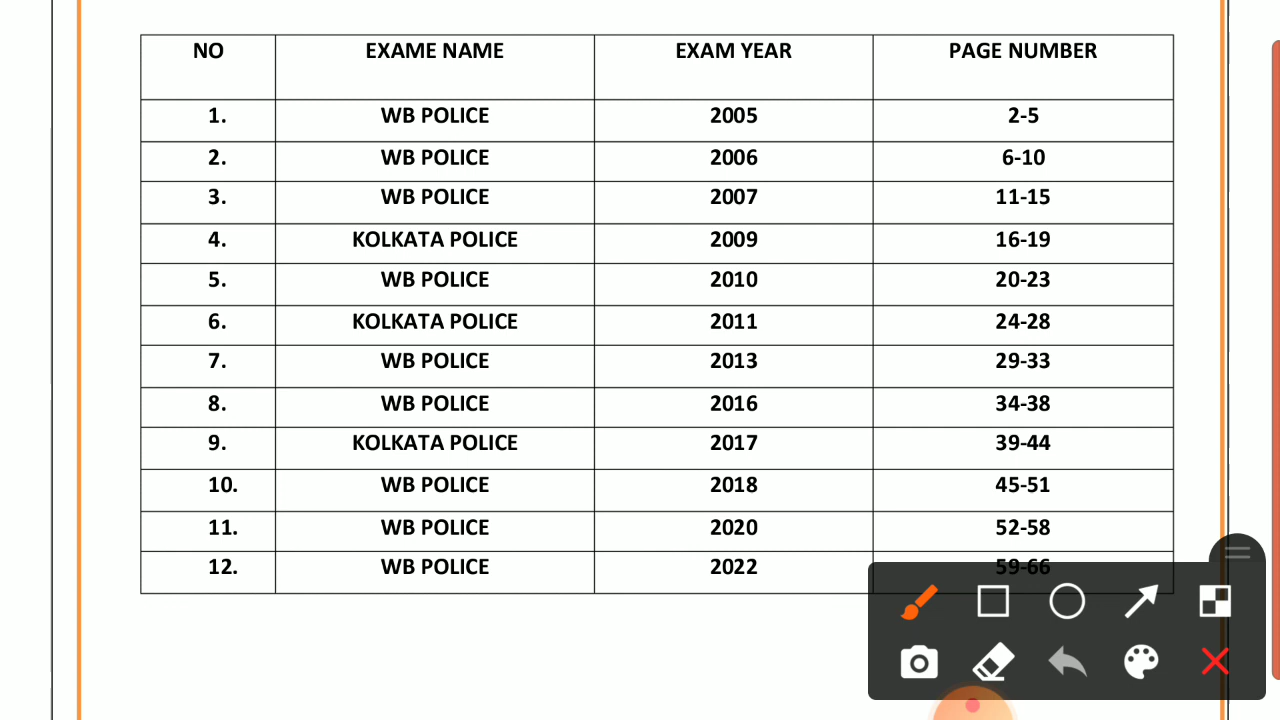 NO EXAME NAME EXAM YEAR PAGE NUMBER
1. WB POLICE 2005 2-5
2. WB POLICE 2006 6-10
3. WB POLICE 2007 11-15
4. KOLKATA POLICE 2009 16-19
5. WB POLICE 2010 20-23
6. KOLKATA POLICE 2011 24-28
7. WB POLICE 2013 29-33
8. WB POLICE 2016 34-38
9. KOLKATA POLICE 2017 39-44
10. WB POLICE 2018 45-51
11. WB POLICE 2020 52-58
12. WB POLICE 2022 59-66